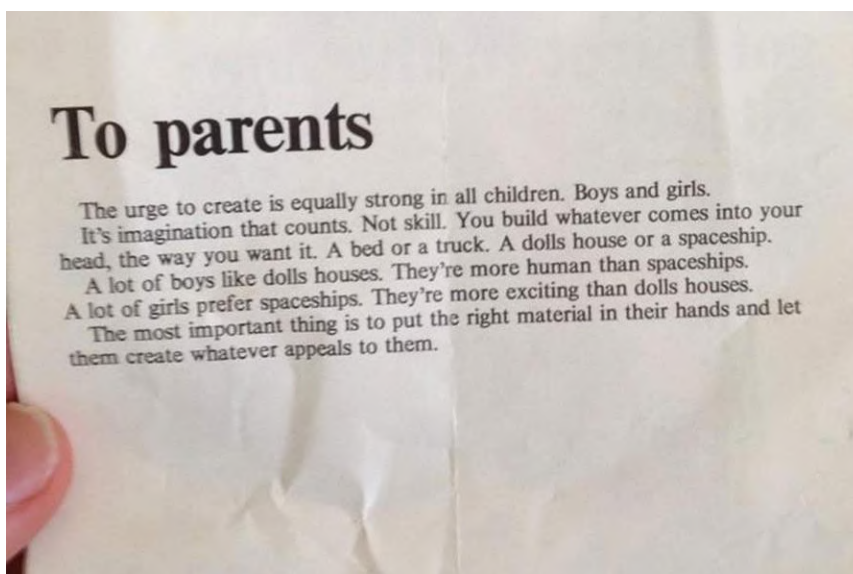 To parents
The urge to create is equally strong in all children. Boys and girls.
It's imagination that counts. Not skill. You build whatever comes into your
head, the way you want it. A bed or a truck. A dolls house or a spaceship.
A lot of boys like dolls houses. They're more human than spaceships.
A lot of girls prefer spaceships. They're more exciting than dolls houses.
The most important thing is to put the right material in their hands and let
them create whatever appeals to them.